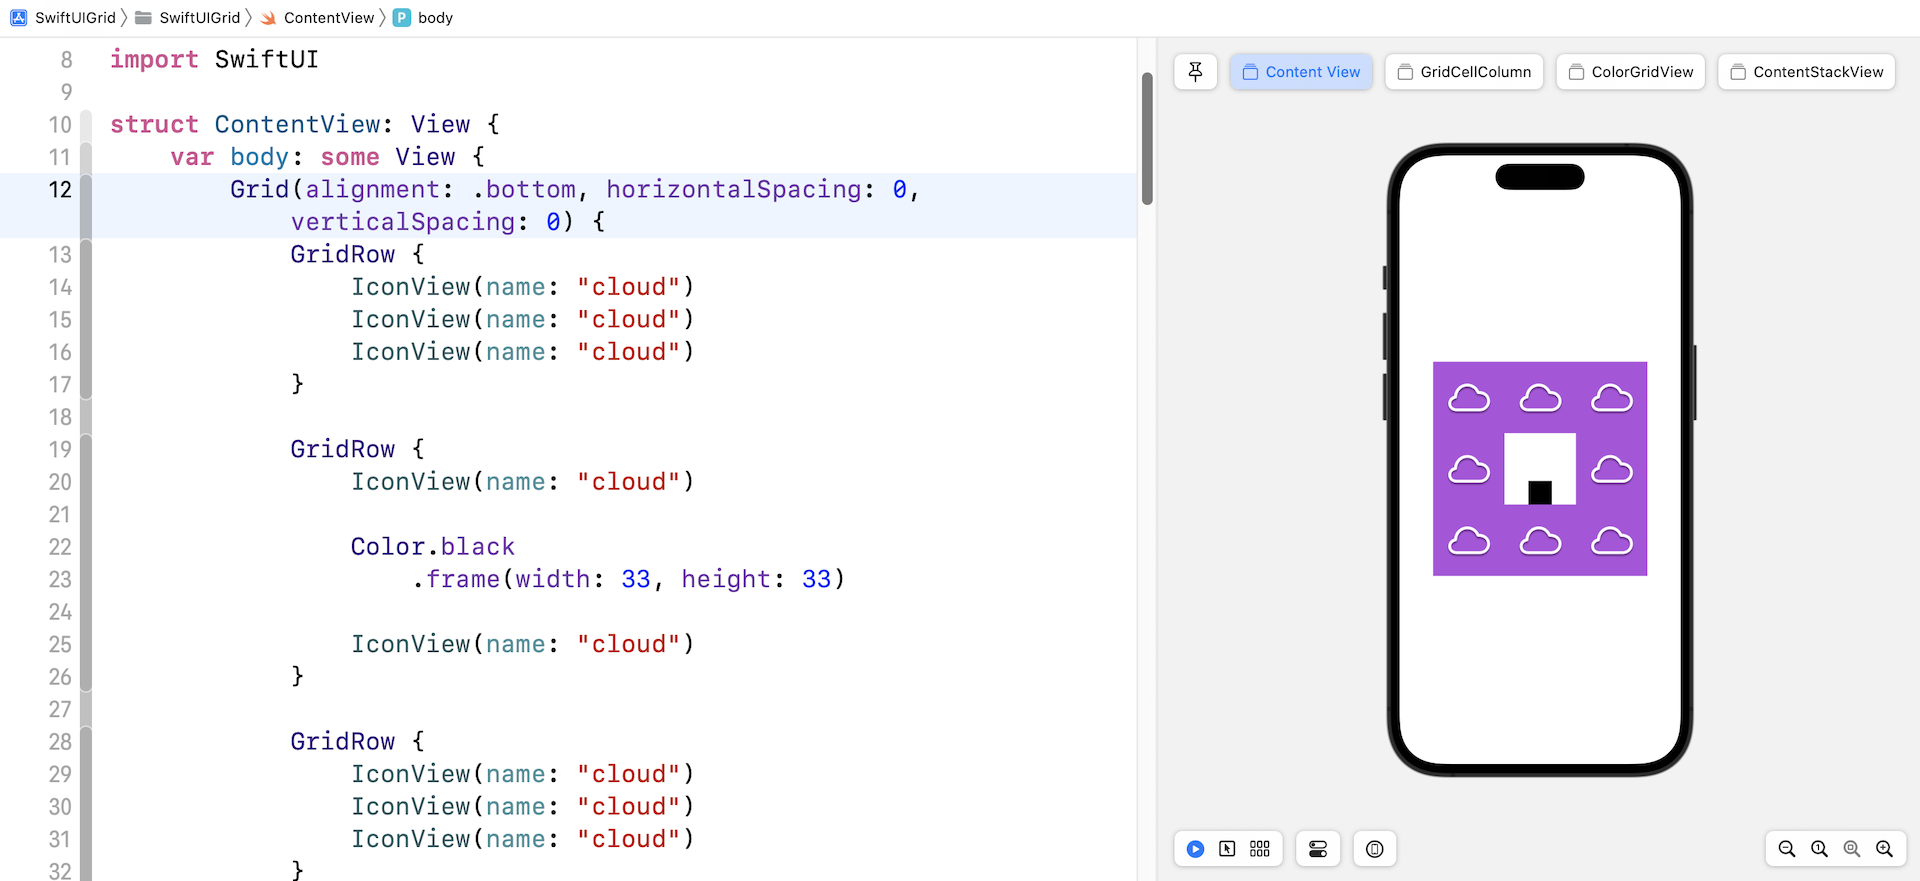 SwiftUIGrid SwiftUIGrid ContentView P body
8 import SwiftUI
9
10 struct ContentView: View {
11 var body: some View {
12 Grid(alignment: .bottom, horizontalSpacing: 0,
verticalSpacing: 0) {
13 GridRow {
14 IconView(name: "cloud")
15 IconView(name: "cloud")
16 IconView(name: "cloud")
17 }
18
19 GridRow {
20 IconView(name: "cloud")
21
22 Color.black
23 .frame(width: 33, height: 33)
24
25 IconView(name: "cloud")
26 }
27
28 GridRow {
29 IconView(name: "cloud")
30 IconView(name: "cloud")
31 IconView(name: "cloud")
32 }
Content View GridCellColumn ColorGridView ContentStackView